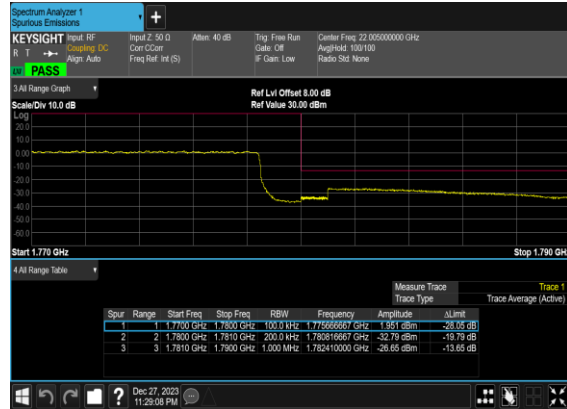 Spectrum Analyzer 1
Spurious Emissions
+
KEYSIGHT Input: RF Input Z: 50 Ω Atten: 40 dB Trig: Free Run Center Freq: 22.005000000 GHz
R T Coupling: DC Corr CCorr Gate: Off Avg|Hold: 100/100
Align: Auto Freq Ref: Int (S) IF Gain: Low Radio Std: None
LW PASS
3 All Range Graph Ref Lvl Offset 8.00 dB
Scale/Div 10.0 dB Ref Value 30.00 dBm
Log
20.0
10.0
0.00
-10.0
-20.0
-30.0
-40.0
-50.0
-60.0
Start 1.770 GHz Stop 1.790 GH
4 All Range Table
Measure Trace Trace 1
Trace Type Trace Average (Active)
Spur Range Start Freq Stop Freq RBW Frequency Amplitude ΔLimit
1 1 1.7700 GHz 1.7800 GHz 100.0 kHz 1.775666667 GHz 1.951 dBm -28.05 dB
2 2 1.7800 GHz 1.7810 GHz 200.0 kHz 1.780816667 GHz -32.79 dBm -19.79 dB
3 3 1.7810 GHz 1.7900 GHz 1.000 MHz 1.782410000 GHz -26.65 dBm -13.65 dB
? Dec 27, 2023
11:29:08 PM